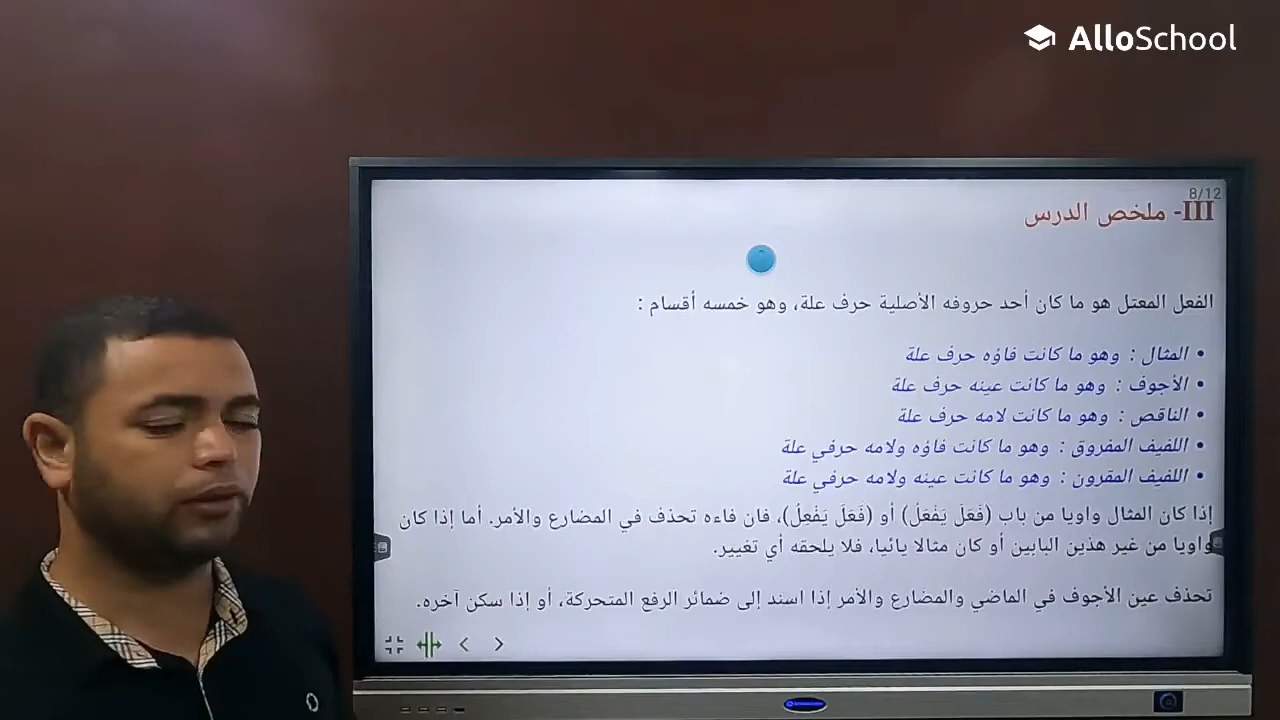 AlloSchool
8/12
III- ملخص الدرس
الفعل المعتل هو ما كان أحد حروفه الأصلية حرف علة، وهو خمسه أقسام :
• المثال : وهو ما كانت فاؤه حرف علة
• الأجوف : وهو ما كانت عينه حرف علة
• الناقص : وهو ما كانت لامه حرف علة
• اللفيف المفروق : وهو ما كانت فاؤه ولامه حرفي علة
• اللفيف المقرون : وهو ما كانت عينه ولامه حرفي علة
إذا كان المثال واويا من باب (فَعَلَ يَفْعَلُ) أو (فَعَلَ يَفْعِلُ)، فان فاءه تحذف في المضارع والأمر. أما إذا كان
واويا من غير هذين البابين أو كان مثالا يائيا، فلا يلحقه أي تغيير.
تحذف عين الأجوف في الماضي والمضارع والأمر إذا اسند إلى ضمائر الرفع المتحركة، أو إذا سكن آخره.